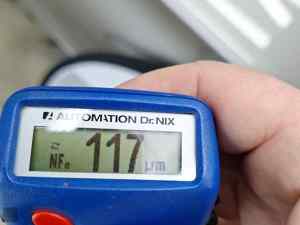 AUTOMATION DR. NIX
NFe 117 µm